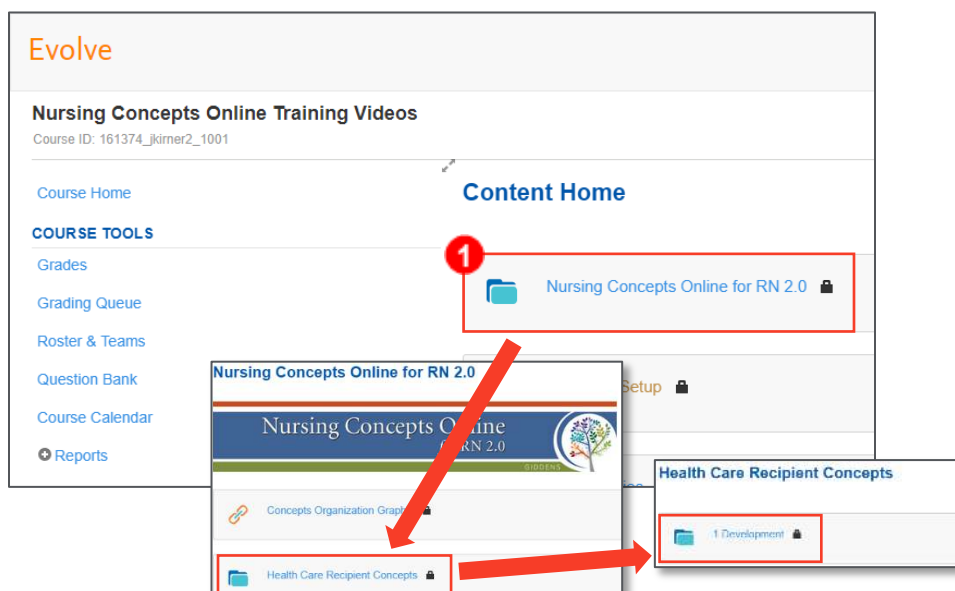 Evolve
Nursing Concepts Online Training Videos
Course ID: 161374_jkirner2_1001
Course Home
COURSE TOOLS
Grades
Grading Queue
Roster & Teams
Question Bank
Course Calendar
Reports
Content Home
1
Nursing Concepts Online for RN 2.0
Setup
Nursing Concepts Online for RN 2.0
Nursing Concepts Online
RN 2.0
GIDDENS
Concepts Organization
Health Care Recipient Concepts
Health Care Recipient Concepts
1 Development